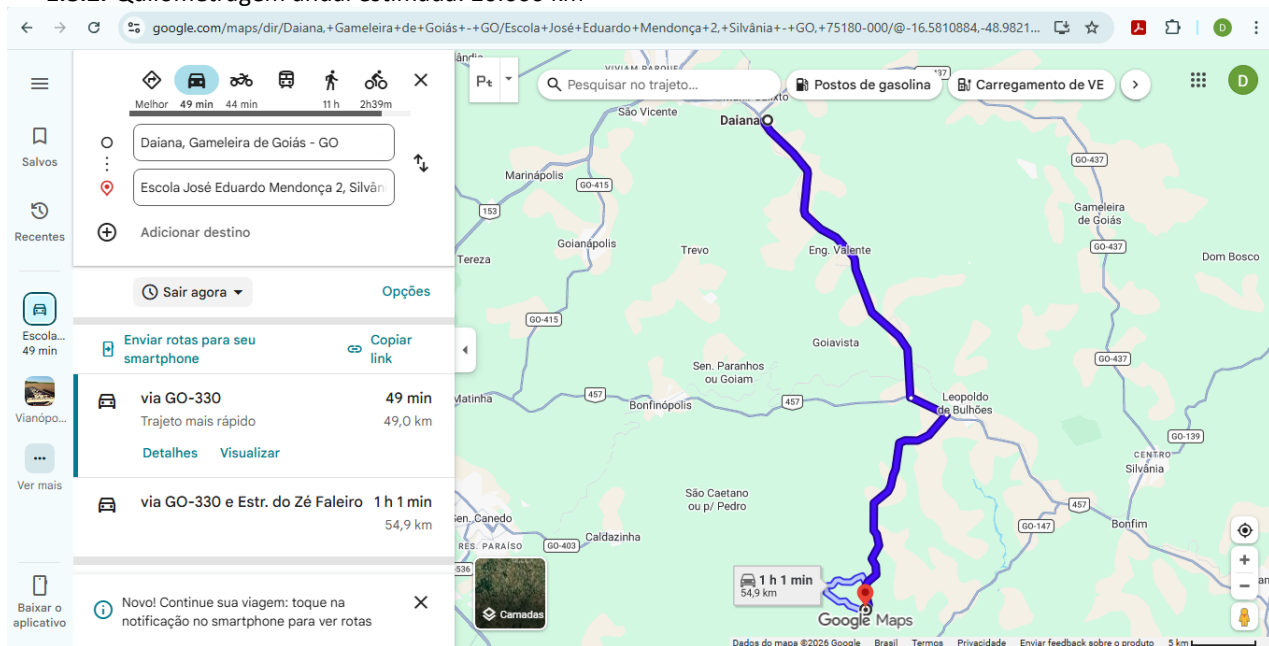 google.com/maps/dir/Daiana,+Gameleira+de+Goiás+-+GO/Escola+José+Eduardo+Mendonça+2,+Silvânia+-+GO,+75180-000/@-16.5810884,-48.9821...
D
Melhor 49 min 44 min 11 h 2h39m
Daiana, Gameleira de Goiás - GO
Escola José Eduardo Mendonça 2, Silvân
Adicionar destino
Sair agora
Opções
Enviar rotas para seu
smartphone
Copiar
link
via GO-330 49 min
Trajeto mais rápido 49,0 km
Detalhes Visualizar
via GO-330 e Estr. do Zé Faleiro 1 h 1 min
54,9 km
Novo! Continue sua viagem: toque na
notificação no smartphone para ver rotas
Salvos
Recentes
Escola...
49 min
Vianópo...
Ver mais
Baixar o
aplicativo
Pesquisar no trajeto...
Postos de gasolina
Carregamento de VE
D
São Vicente
Daiana
Marinápolis
GO-415
153
GO-437
Gameleira
de Goiás
GO-437
Goianápolis
Trevo
Eng. Valente
Dom Bosco
Tereza
GO-415
Goiavista
GO-437
Sen. Paranhos
ou Goiam
457
Matinha
Bonfinópolis
457
Leopoldo
de Bulhões
GO-139
CENTRO
Silvânia
São Caetano
ou p/ Pedro
457
GO-147
Bonfim
Sen. Canedo
RES. PARAÍSO
GO-403
Caldazinha
536
1 h 1 min
54,9 km
Camadas
Google Maps
Dados do mapa ©2026 Google Brasil Termos Privacidade Enviar feedback sobre o produto 5 km